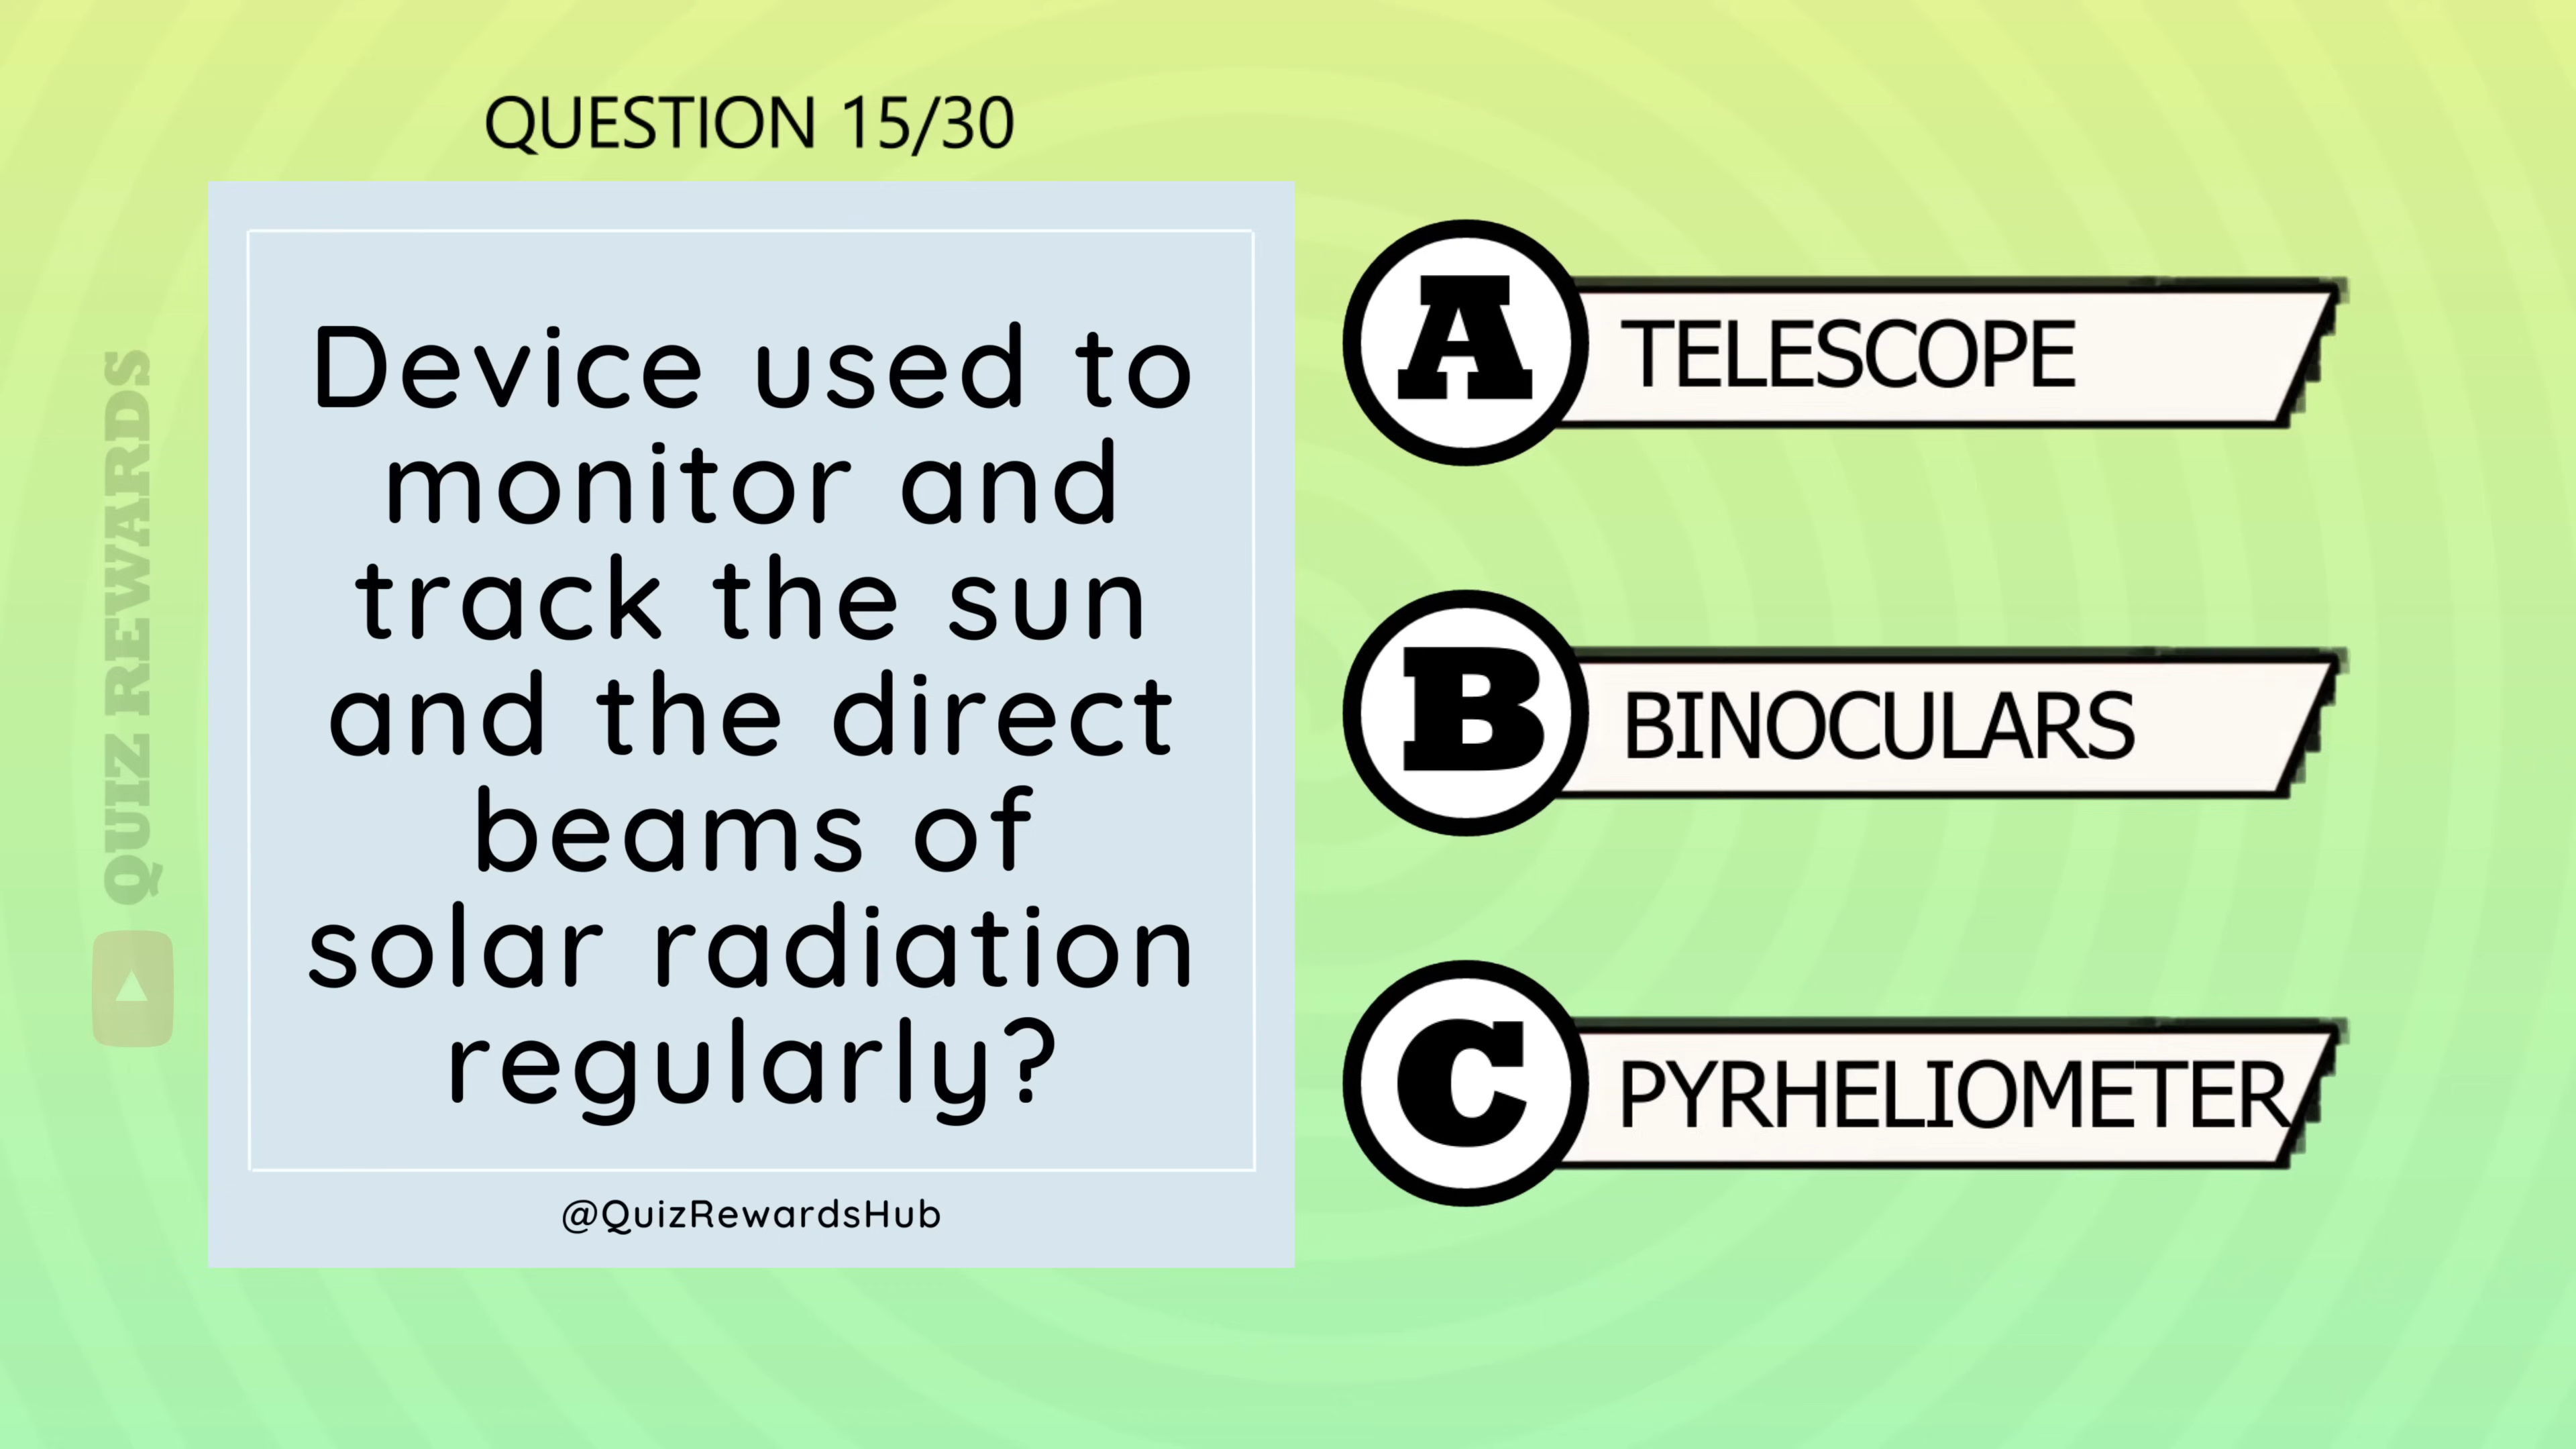 QUESTION 15/30
Device used to
monitor and
track the sun
and the direct
beams of
solar radiation
regularly?
@QuizRewardsHub
A
TELESCOPE
B
BINOCULARS
C
PYRHELIOMETER
QUIZ REWARDS